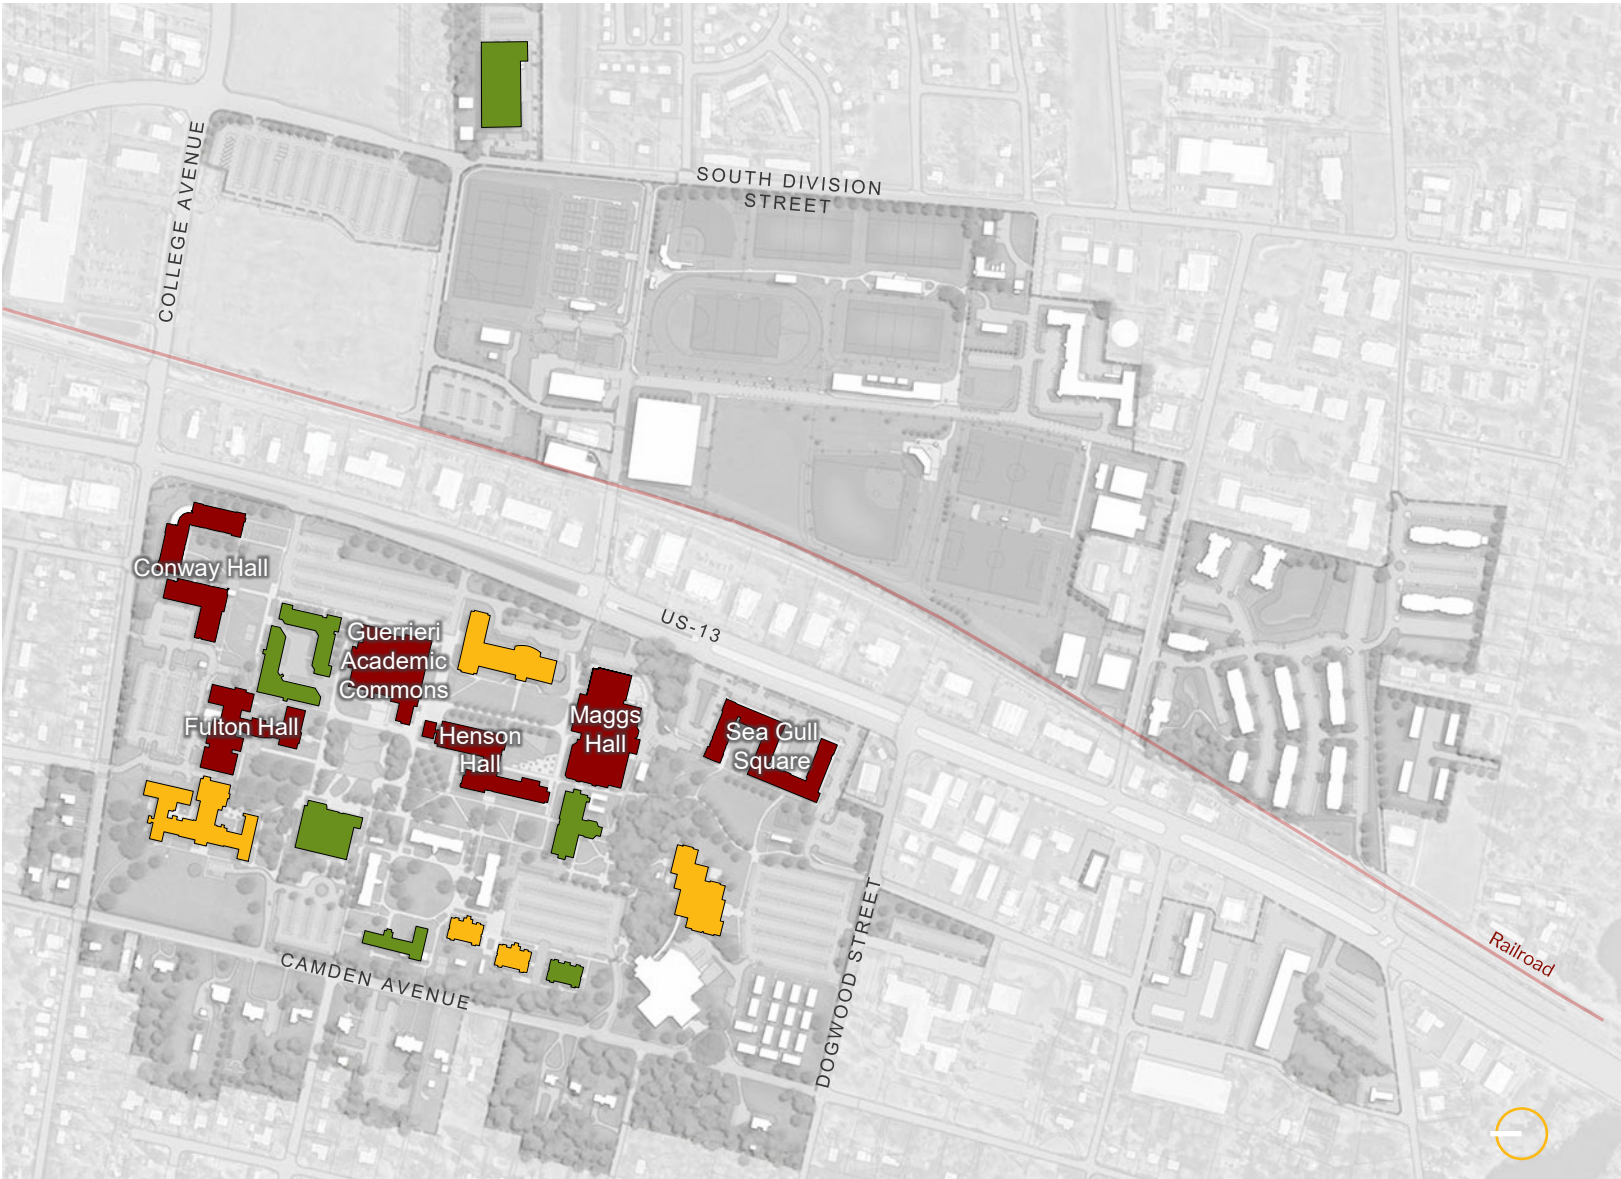 SOUTH DIVISION
STREET
COLLEGE AVENUE
Conway Hall
US-13
Guerrieri
Academic
Commons
Maggs
Hall
Fulton Hall
Henson
Hall
Sea Gull
Square
DOGWOOD STREET
Railroad
CAMDEN AVENUE